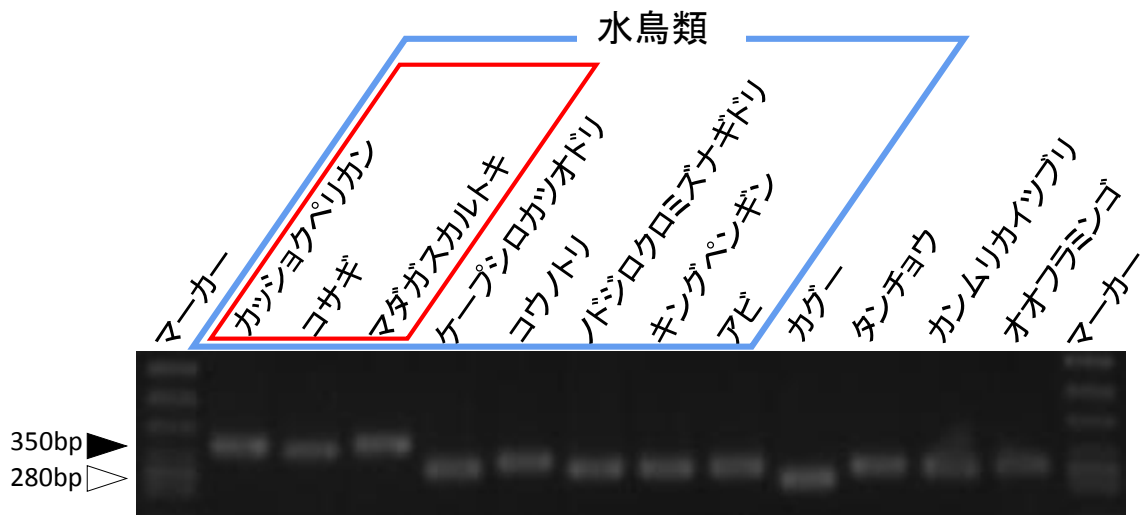 水鳥類
マーカー
カッショクペリカン
コサギ
マダガスカルトキ
ケープシロカツオドリ
コウノトリ
ノドジロクロミズナギドリ
キングペンギン
アビ
カグー
タンチョウ
カンムリカイツブリ
オオフラミンゴ
マーカー
350bp
280bp